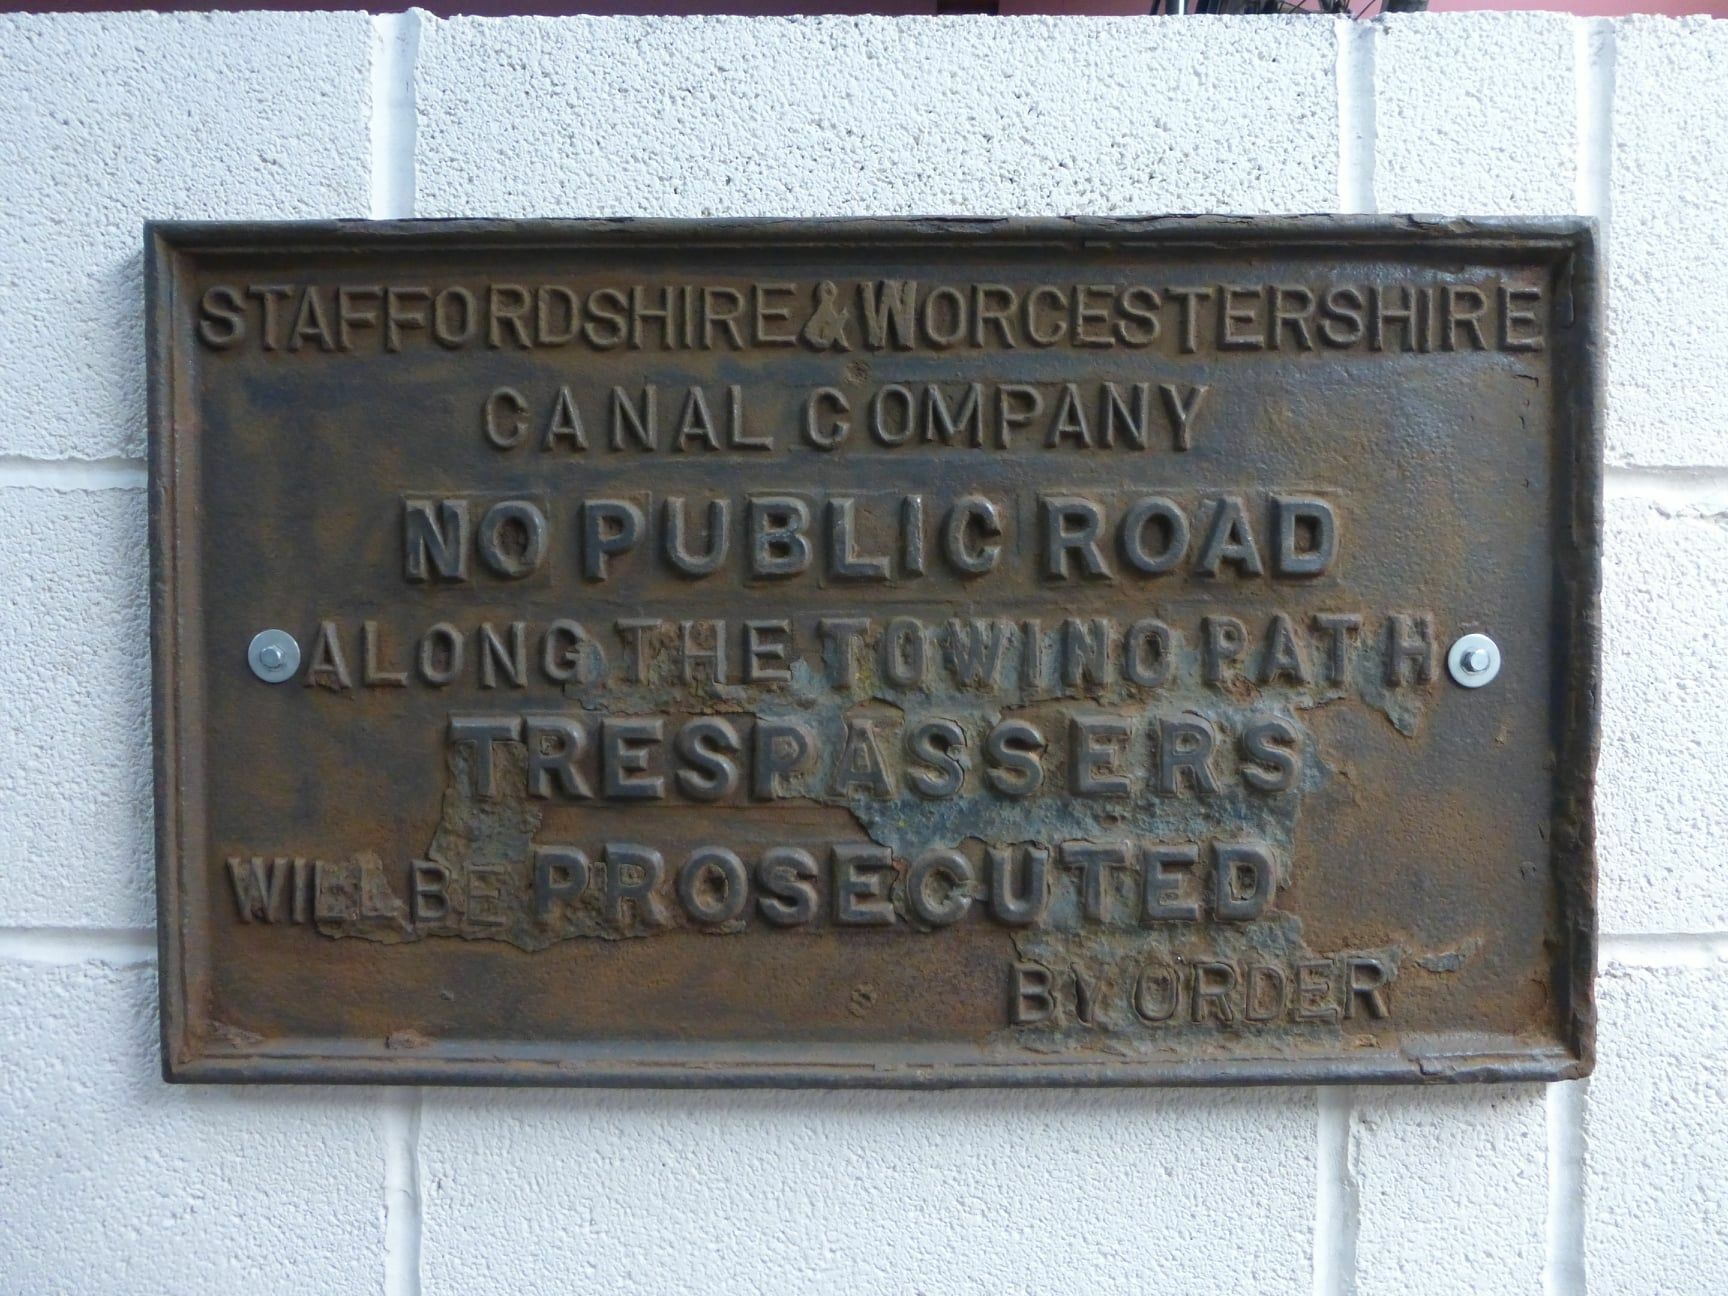 STAFFORDSHIRE & WORCESTERSHIRE
CANAL COMPANY
NO PUBLIC ROAD
ALONG THE TOWING PATH
TRESPASSERS
WILL BE PROSECUTED
BY ORDER